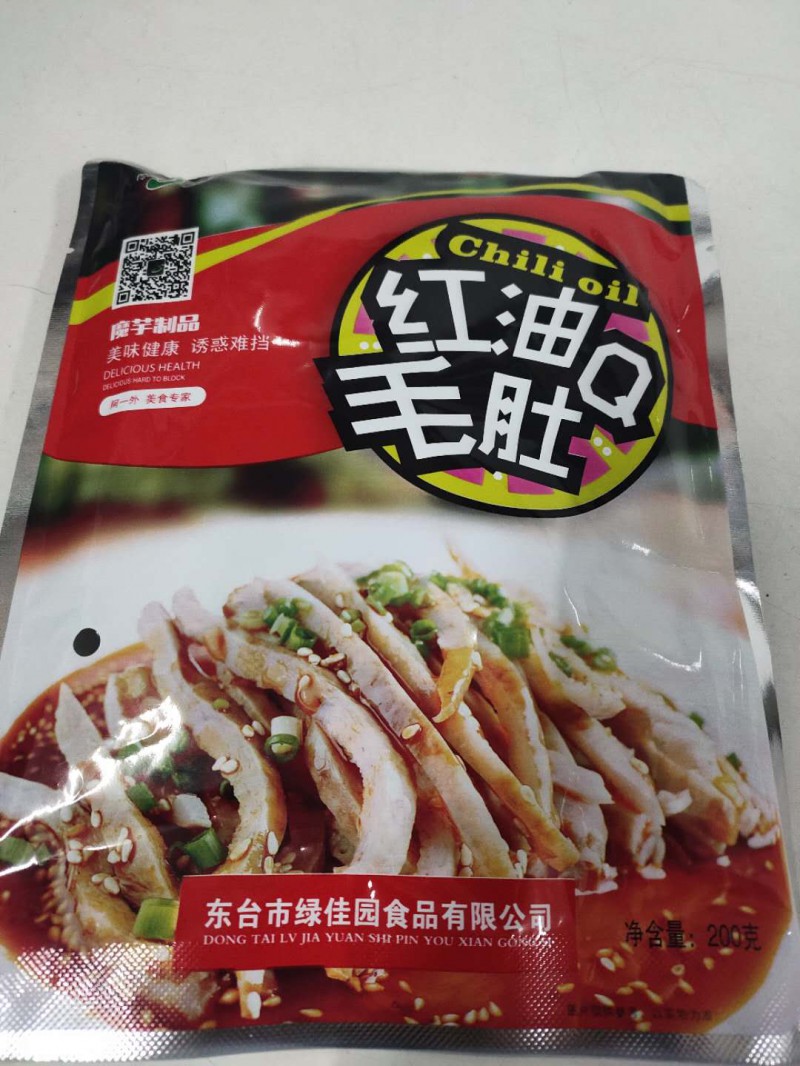 Chili oil
红油
毛肚Q
魔芋制品
美味健康 诱惑难挡
DELICIOUS HEALTH
DELICIOUS HARD TO BLOCK
美食专家
东台市绿佳园食品有限公司
DONG TAI LV JIA YUAN SHI PIN YOU XIAN GONG SI
净含量：200克